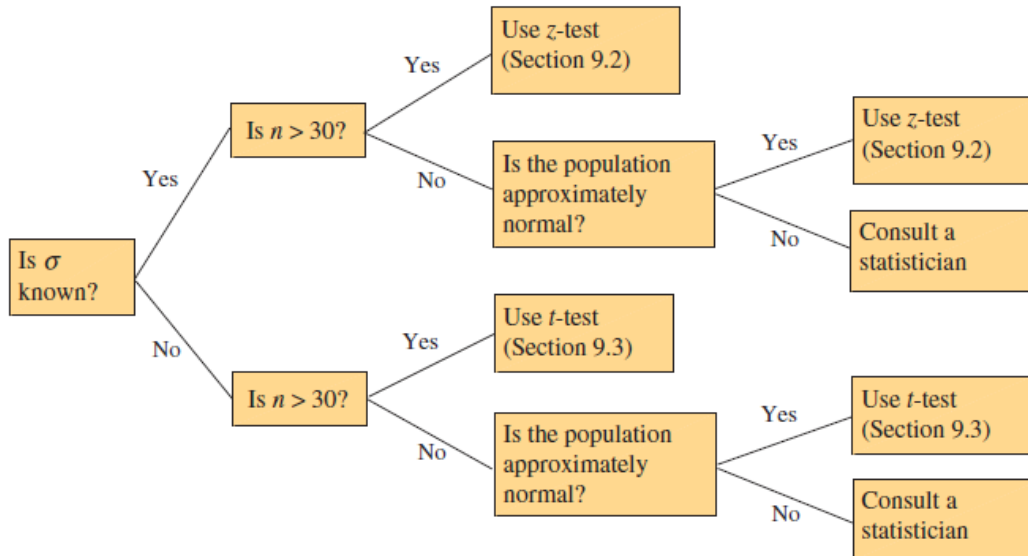 Is σ
known?
Yes
No
Is n > 30?
Yes
No
Use z-test
(Section 9.2)
Is the population
approximately
normal?
Yes
No
Use z-test
(Section 9.2)
Consult a
statistician
Is n > 30?
Yes
No
Use t-test
(Section 9.3)
Is the population
approximately
normal?
Yes
No
Use t-test
(Section 9.3)
Consult a
statistician